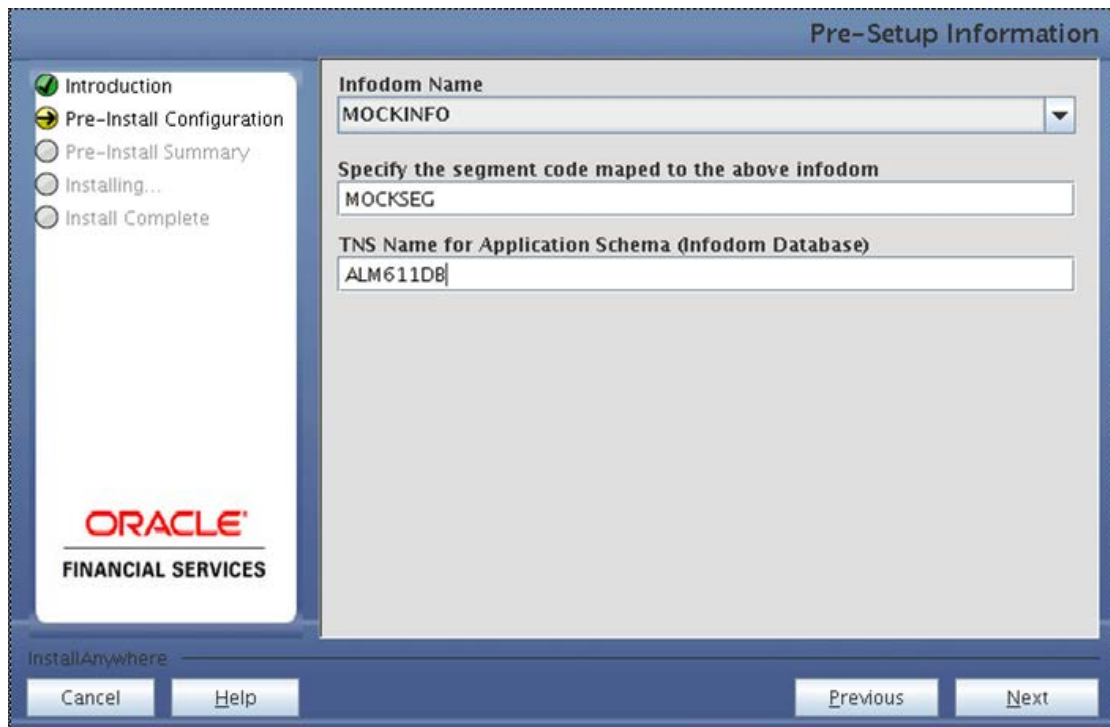 Pre-Setup Information
Introduction
Pre-Install Configuration
Pre-Install Summary
Installing...
Install Complete
ORACLE'
FINANCIAL SERVICES
Infodom Name
MOCKINFO
Specify the segment code maped to the above infodom
MOCKSEG
TNS Name for Application Schema (Infodom Database)
ALM611DB
InstallAnywhere
Cancel
Help
Previous
Next